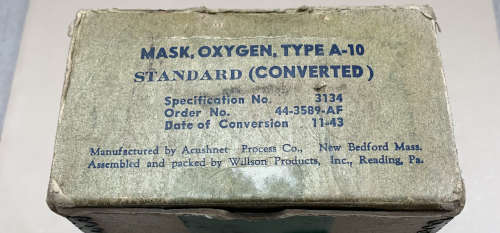 MASK, OXYGEN, TYPE A-10
STANDARD (CONVERTED)
Specification No. 3134
Order No. 44-3589-AF
Date of Conversion 11-43
Manufactured by Acushnet Process Co., New Bedford Mass.
Assembled and packed by Willson Products, Inc., Reading, Pa.